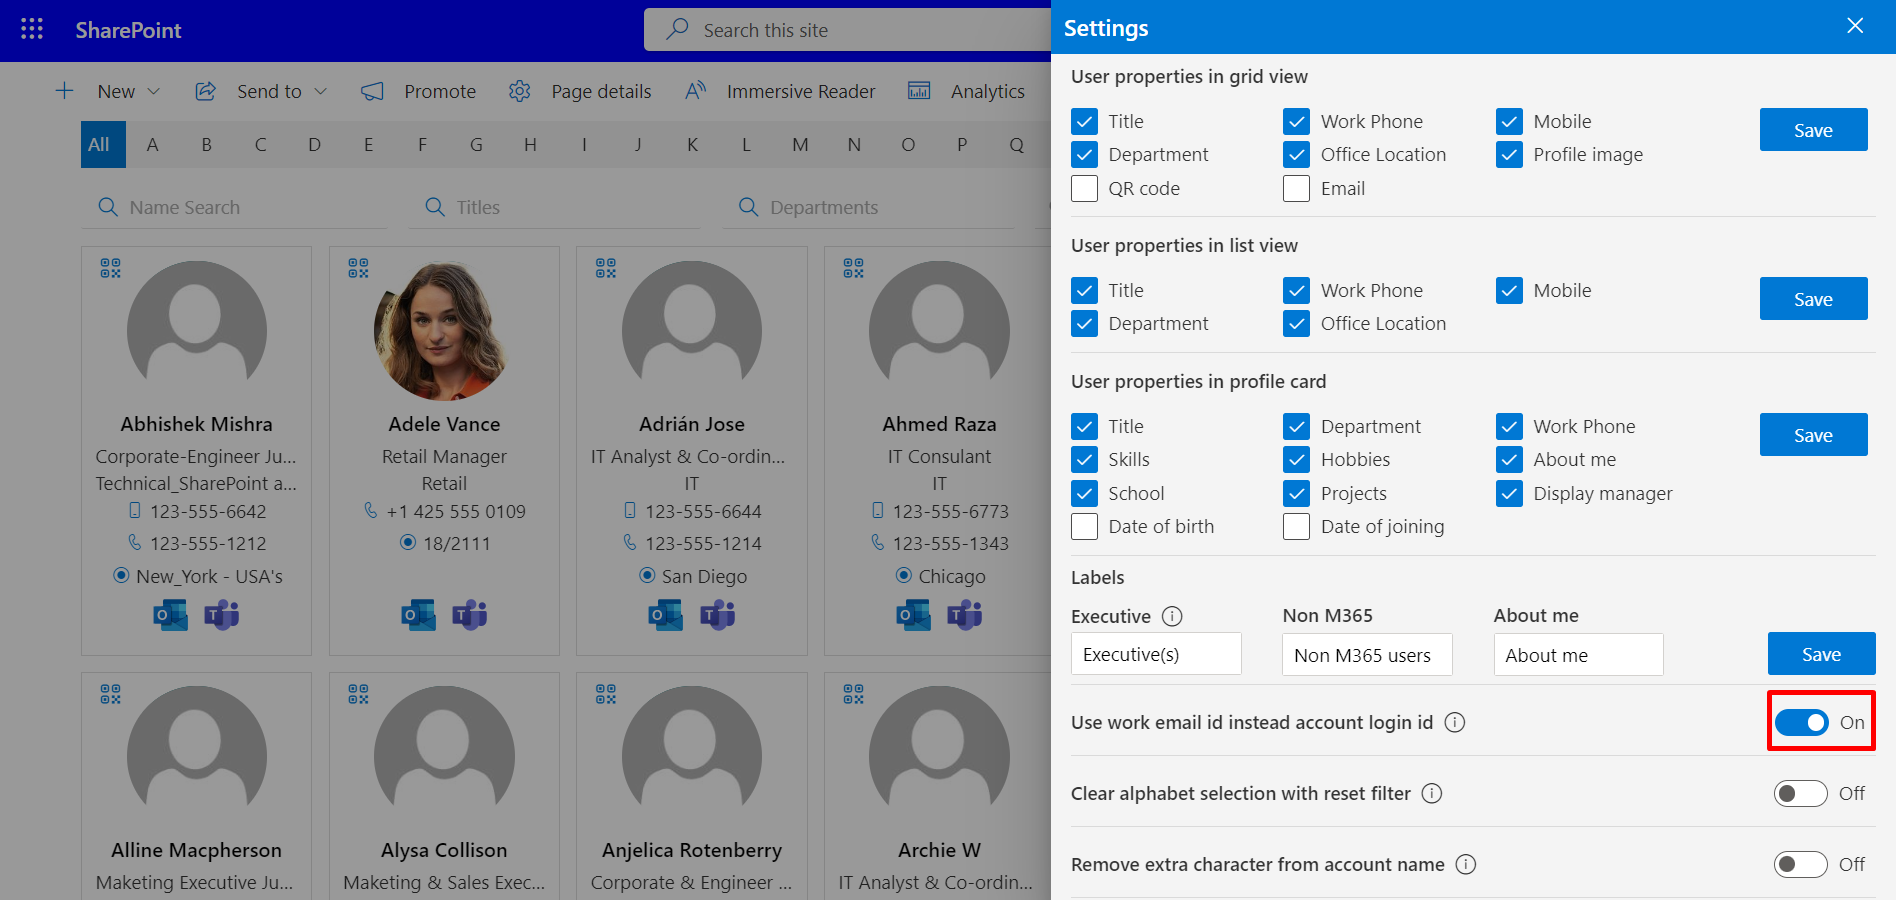 SharePoint
Search this site
New
Send to
Promote
Page details
Immersive Reader
Analytics
All A B C D E F G H I J K L M N O P Q
Name Search
Titles
Departments
Abhishek Mishra
Corporate-Engineer Ju...
Technical_SharePoint a...
123-555-6642
123-555-1212
New_York - USA's
Adele Vance
Retail Manager
Retail
+1 425 555 0109
18/2111
Adrián Jose
IT Analyst & Co-ordin...
IT
123-555-6644
123-555-1214
San Diego
Ahmed Raza
IT Consulant
IT
123-555-6773
123-555-1343
Chicago
Alline Macpherson
Maketing Executive Ju...
Alysa Collison
Maketing & Sales Exec...
Anjelica Rotenberry
Corporate & Engineer ...
Archie W
IT Analyst & Co-ordin...
Settings
User properties in grid view
Title Work Phone Mobile
Save
Department Office Location Profile image
QR code Email
User properties in list view
Title Work Phone Mobile
Save
Department Office Location
User properties in profile card
Title Department Work Phone
Save
Skills Hobbies About me
School Projects Display manager
Date of birth Date of joining
Labels
Executive Non M365 About me
Executive(s) Non M365 users About me
Save
Use work email id instead account login id On
Clear alphabet selection with reset filter Off
Remove extra character from account name Off